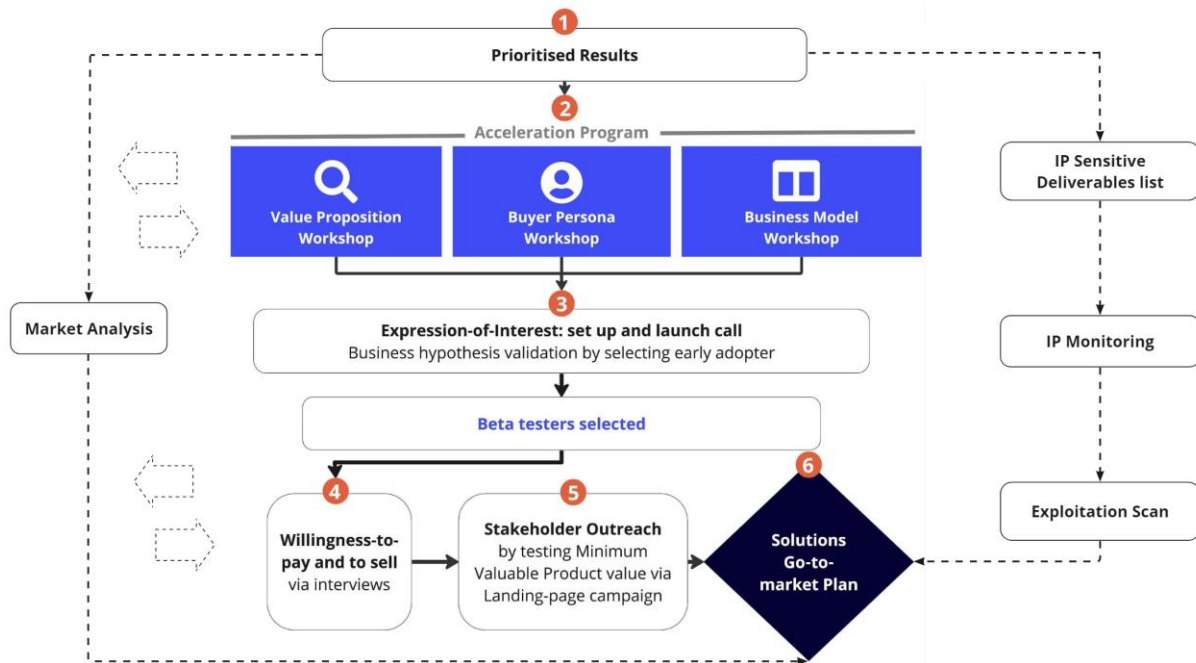 1
Prioritised Results
2
Acceleration Program
Value Proposition
Workshop
Buyer Persona
Workshop
Business Model
Workshop
IP Sensitive
Deliverables list
3
Expression-of-Interest: set up and launch call
Business hypothesis validation by selecting early adopter
Market Analysis
IP Monitoring
Beta testers selected
4
Willingness-to-
pay and to sell
via interviews
5
Stakeholder Outreach
by testing Minimum
Valuable Product value via
Landing-page campaign
6
Solutions
Go-to-
market Plan
Exploitation Scan